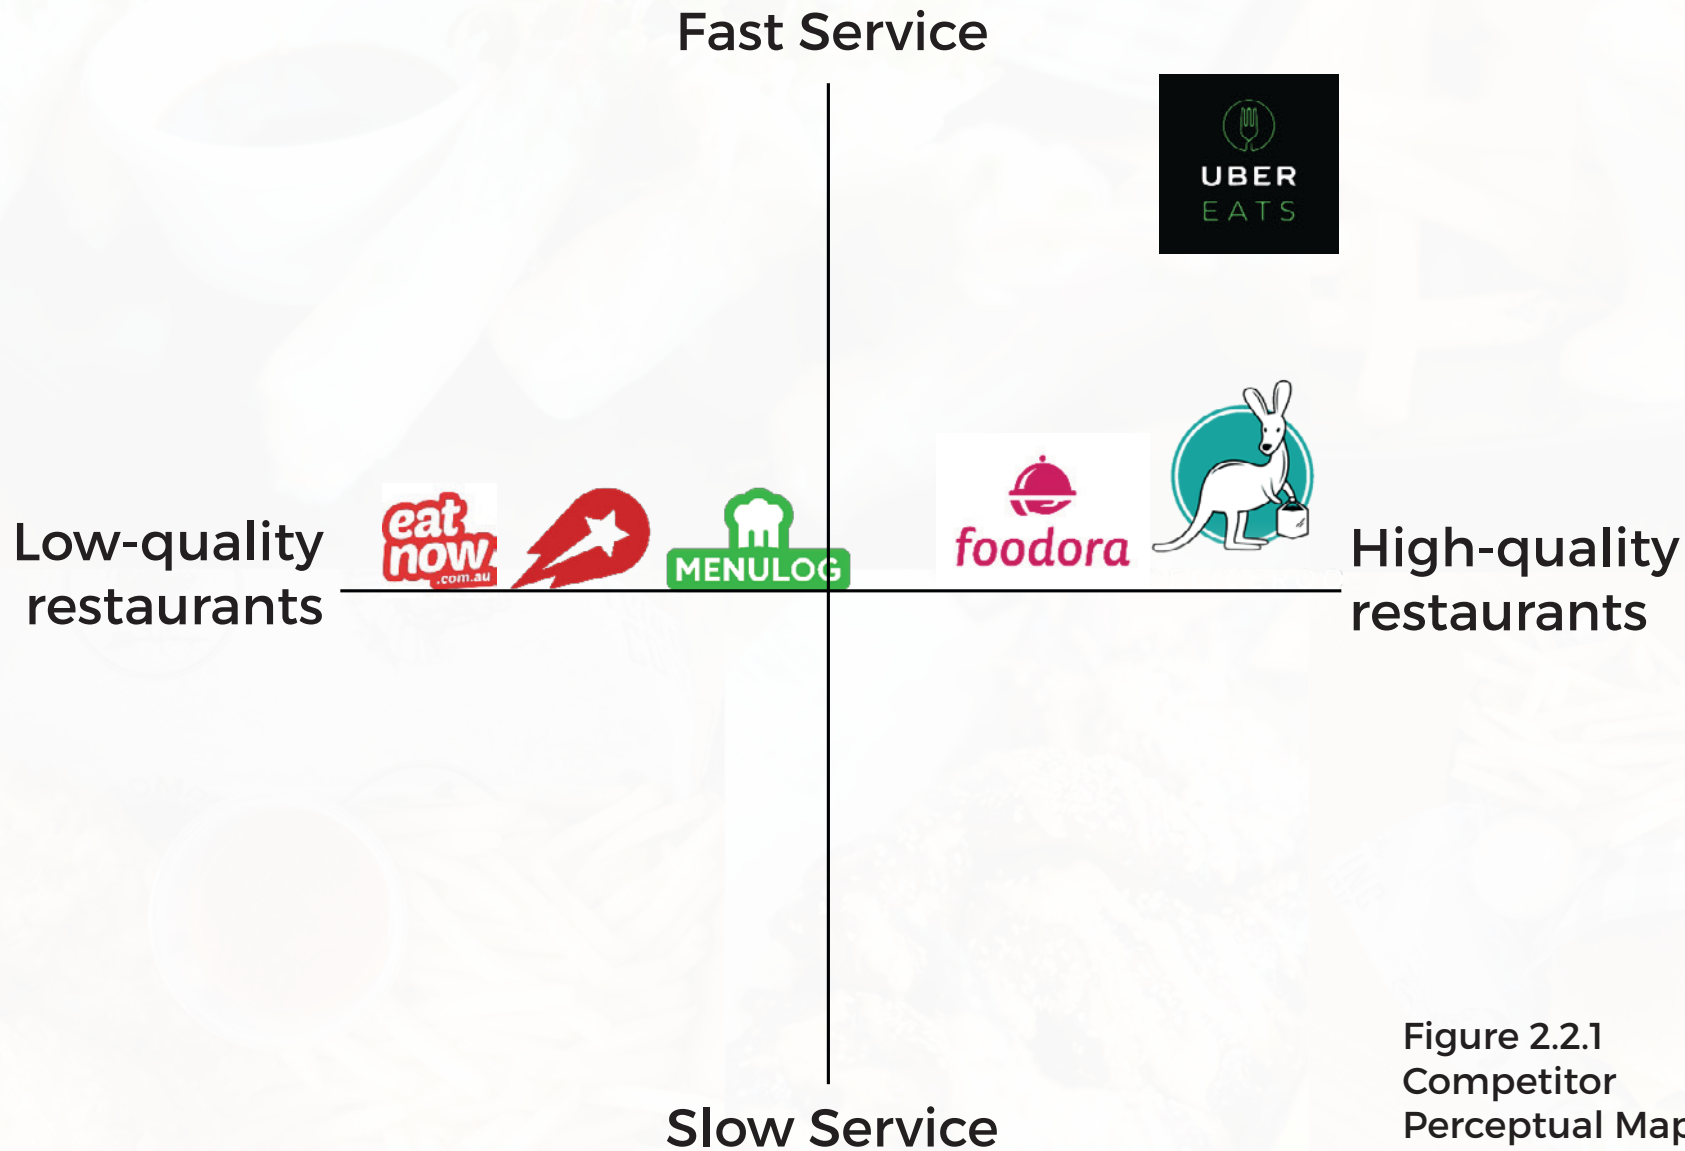 Fast Service
UBER
EATS
eat
now
.com.au
MENULOG
foodora
Low-quality
restaurants
High-quality
restaurants
Slow Service
Figure 2.2.1
Competitor
Perceptual Map